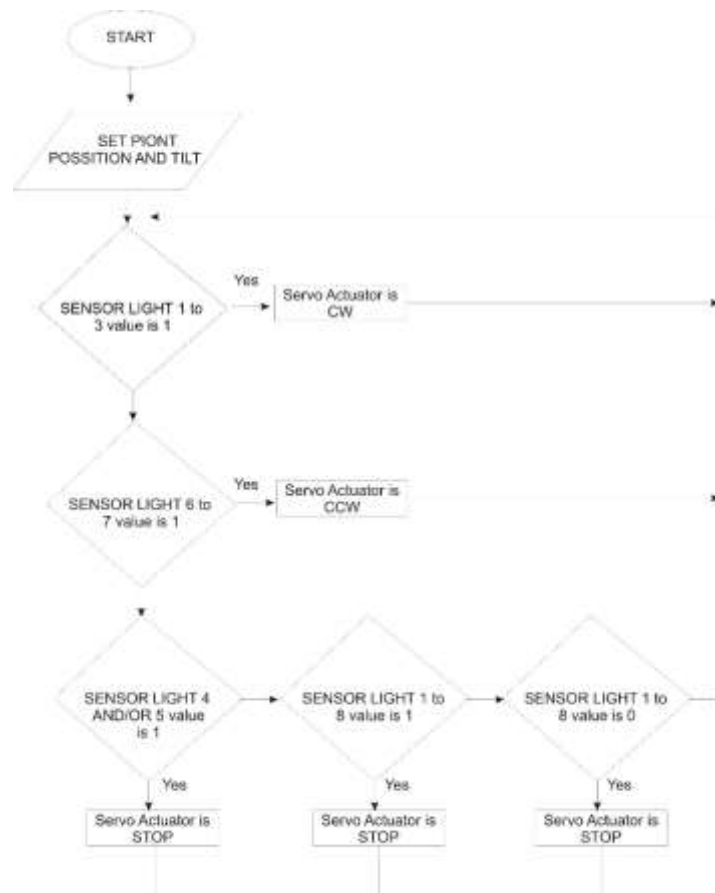 START
SET PIONT
POSSITION AND TILT
Yes
SENSOR LIGHT 1 to
3 value is 1
Servo Actuator is
CW
Yes
SENSOR LIGHT 6 to
7 value is 1
Servo Actuator is
CCW
SENSOR LIGHT 4
AND/OR 5 value
is 1
SENSOR LIGHT 1 to
8 value is 1
SENSOR LIGHT 1 to
8 value is 0
Yes
Yes
Yes
Servo Actuator is
STOP
Servo Actuator is
STOP
Servo Actuator is
STOP